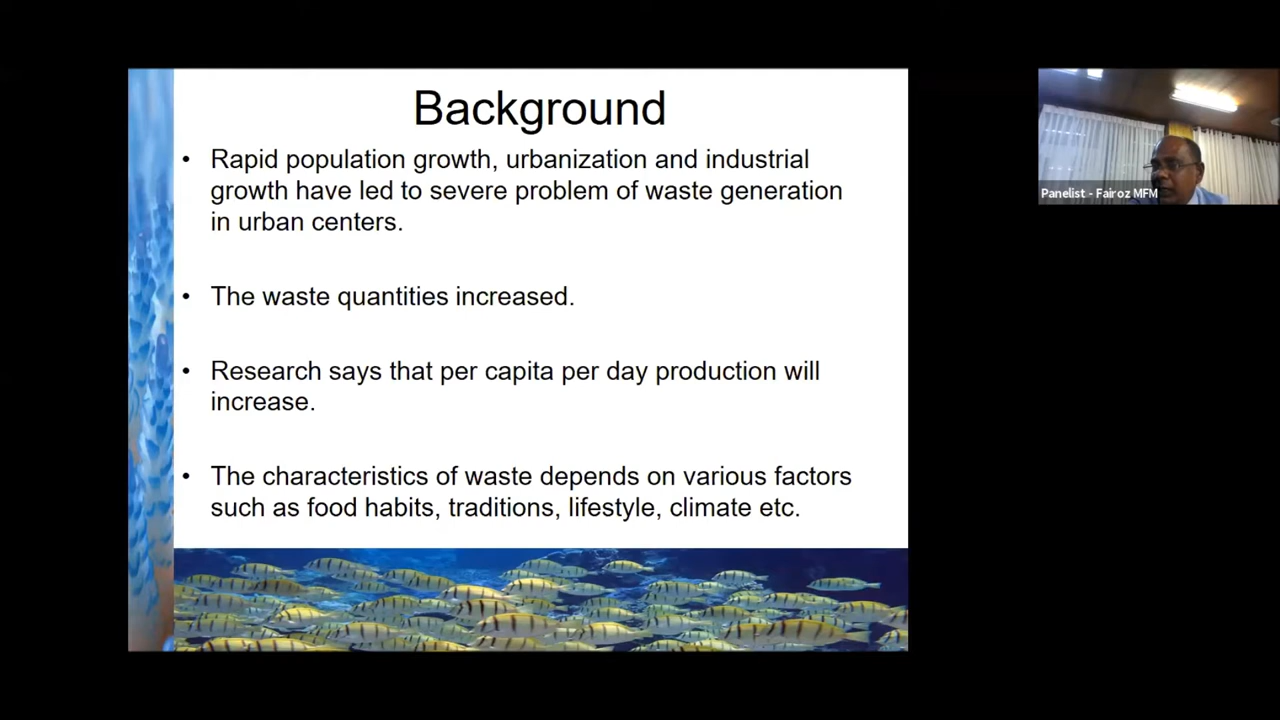 Background
• Rapid population growth, urbanization and industrial
growth have led to severe problem of waste generation
in urban centers.
• The waste quantities increased.
• Research says that per capita per day production will
increase.
• The characteristics of waste depends on various factors
such as food habits, traditions, lifestyle, climate etc.
Panelist - Fairoz MFM